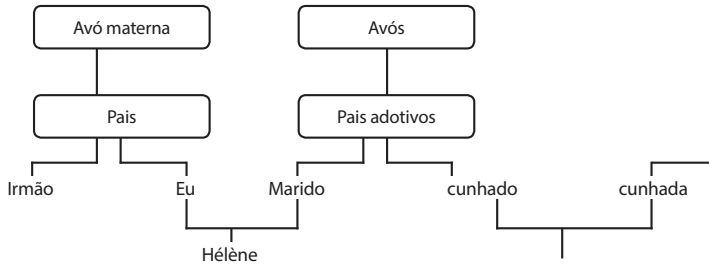 Avó materna
Avós
Pais
Pais adotivos
Irmão
Eu
Marido
cunhado
cunhada
Hélène